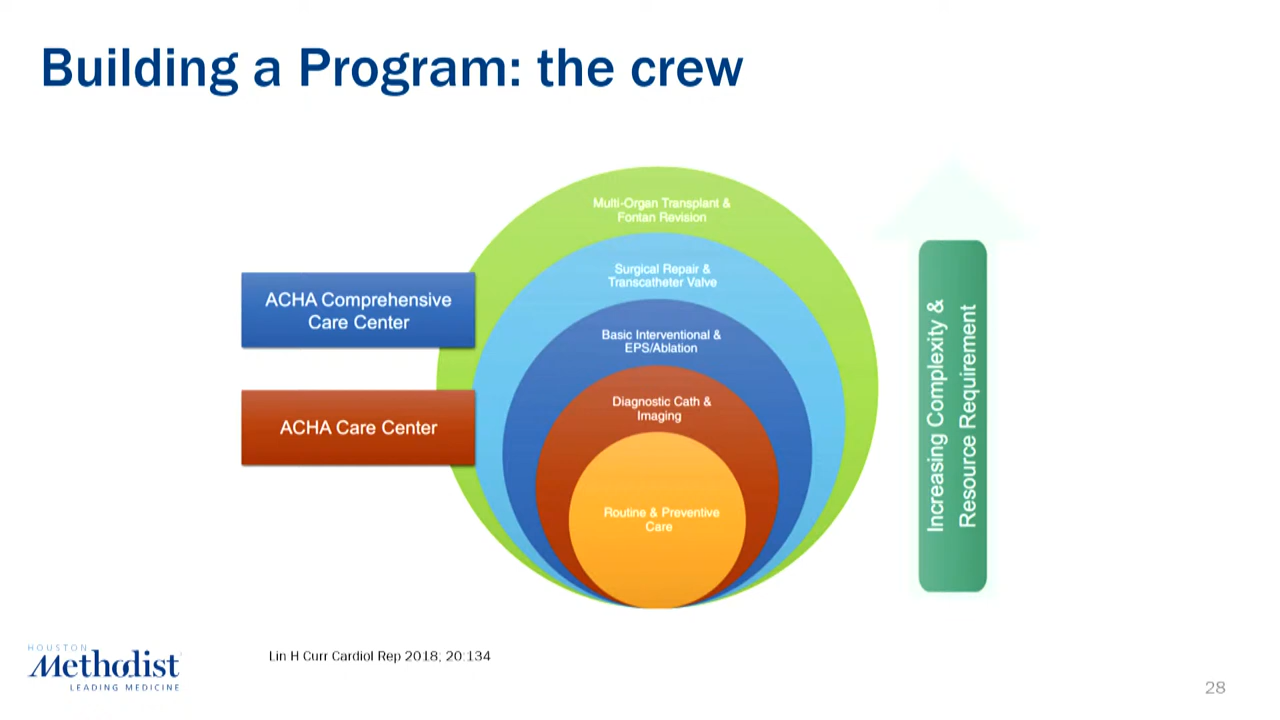 Building a Program: the crew
Multi-Organ Transplant &
Fontan Revision
Surgical Repair &
Transcatheter Valve
Basic Interventional &
EPS/Ablation
Diagnostic Cath &
Imaging
Routine & Preventive
Care
ACHA Comprehensive
Care Center
ACHA Care Center
Increasing Complexity &
Resource Requirement
HOUSTON
Methodist
LEADING MEDICINE
Lin H Curr Cardiol Rep 2018; 20:134
28